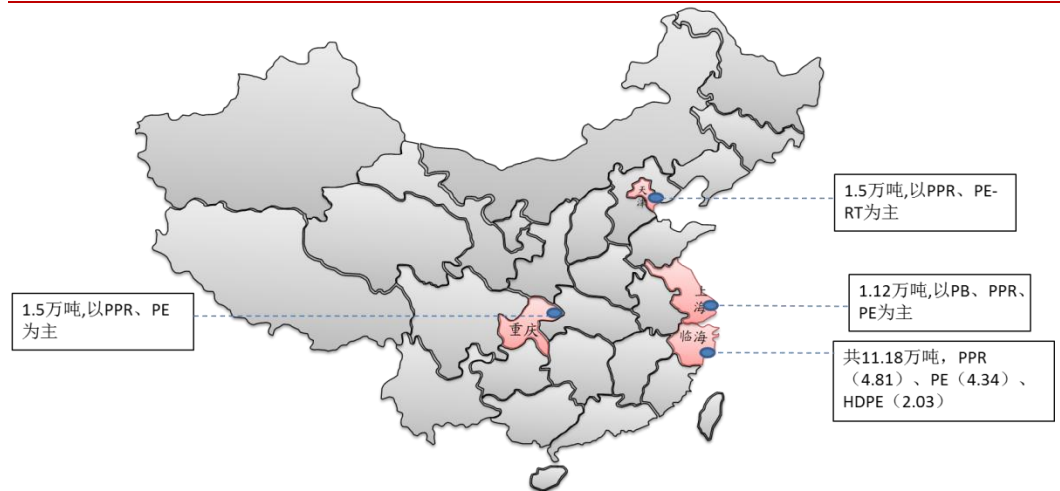 天
津
1.5万吨,以PPR、PE-
RT为主
上
海
1.12万吨,以PB、PPR、
PE为主
1.5万吨,以PPR、PE
为主
重庆
临海
共11.18万吨，PPR
（4.81）、PE（4.34）、
HDPE（2.03）